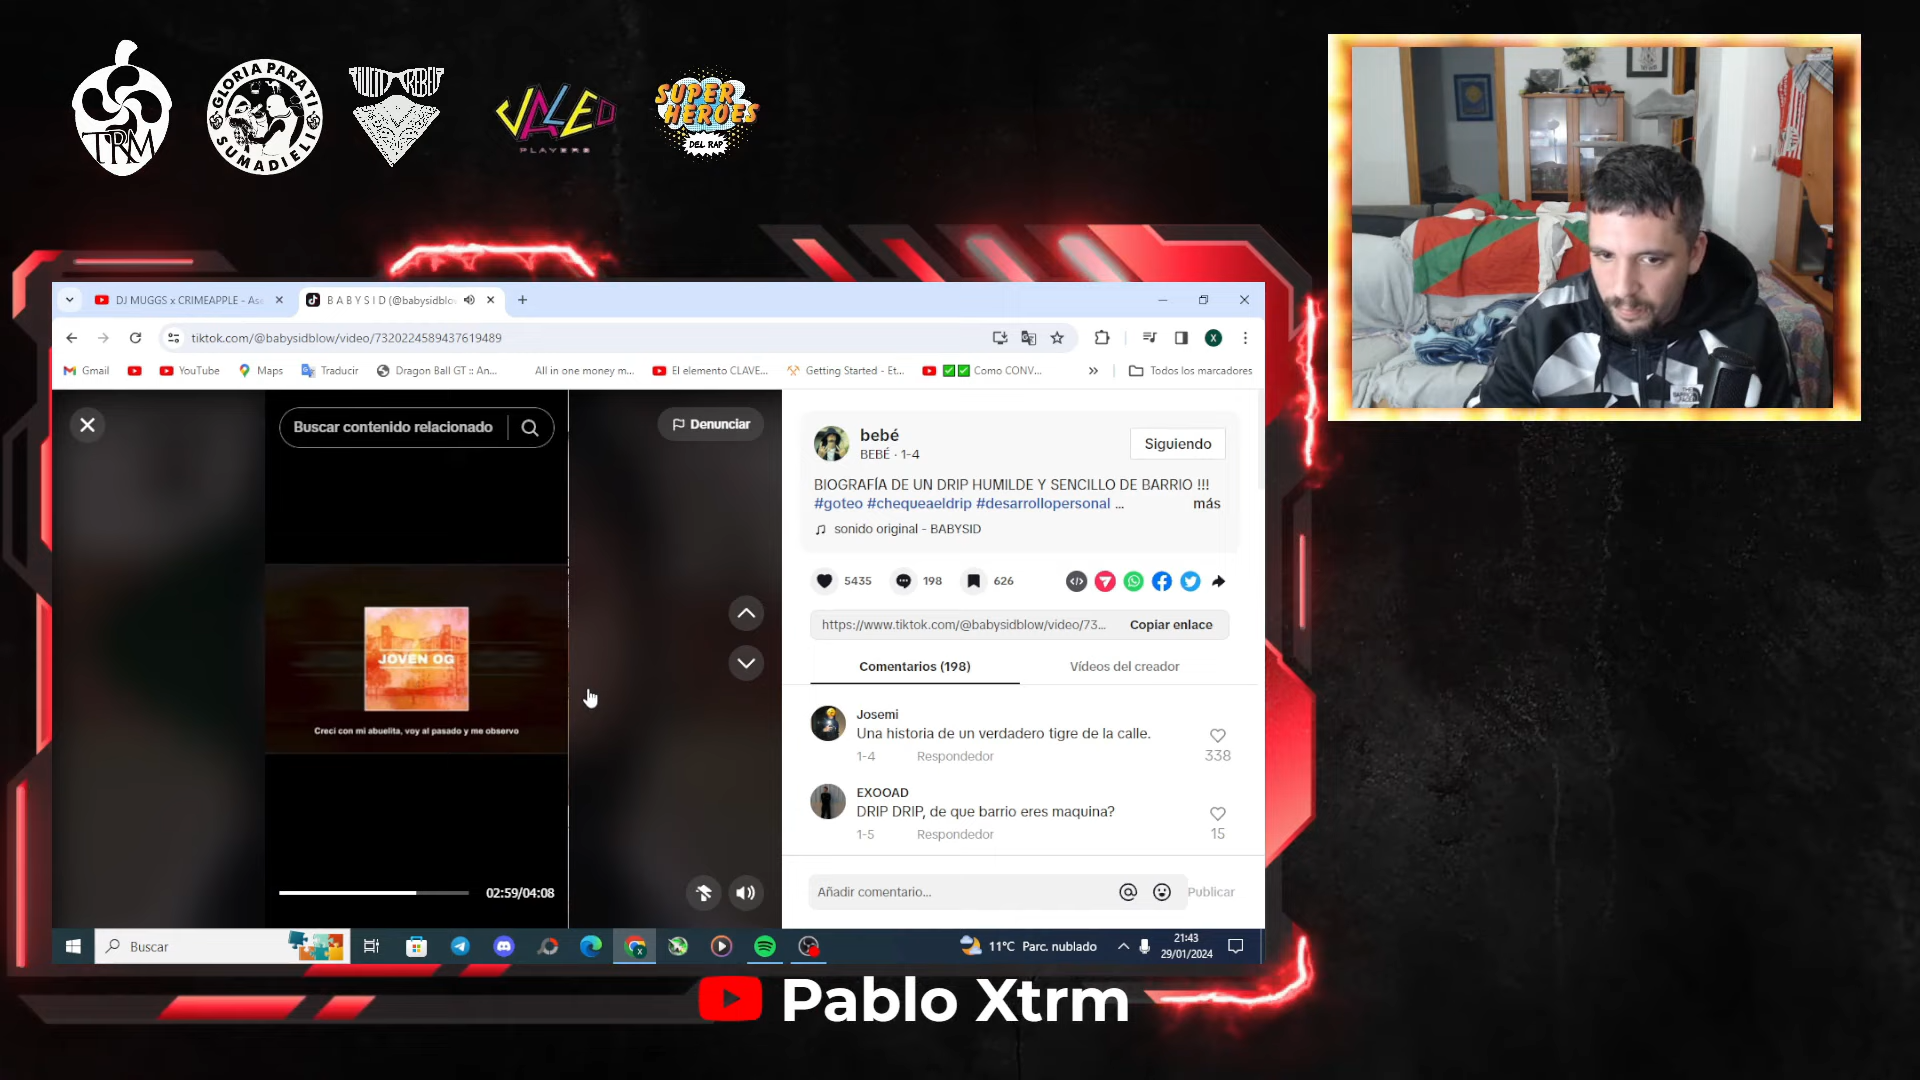 TRM
GLORIA PARATI
SUMADIELI
REBEL
VALED
PLAYERS
SUPER
HEROES
DEL RAP
DJ MUGGS x CRIMEAPPLE - Ase
B A B Y S I D (@babysidblo
tiktok.com/@babysidblow/video/7320224589437619489
X
Gmail
YouTube
Maps
Traducir
Dragon Ball GT :: An...
All in one money m...
El elemento CLAVE...
Getting Started - Et...
Como CONV...
»
Todos los marcadores
Buscar contenido relacionado
Denunciar
JOVEN OG
Creci con mi abuelita, voy al pasado y me observo
02:59/04:08
bebé
BEBÉ · 1-4
Siguiendo
BIOGRAFÍA DE UN DRIP HUMILDE Y SENCILLO DE BARRIO !!!
#goteo #chequeaeldrip #desarrollopersonal ...
más
sonido original - BABYSID
5435
198
626
https://www.tiktok.com/@babysidblow/video/73...
Copiar enlace
Comentarios (198)
Vídeos del creador
Josemi
Una historia de un verdadero tigre de la calle.
1-4
Respondedor
338
EXOOAD
DRIP DRIP, de que barrio eres maquina?
1-5
Respondedor
15
Añadir comentario...
Publicar
Buscar
11°C Parc. nublado
21:43
29/01/2024
Pablo Xtrm